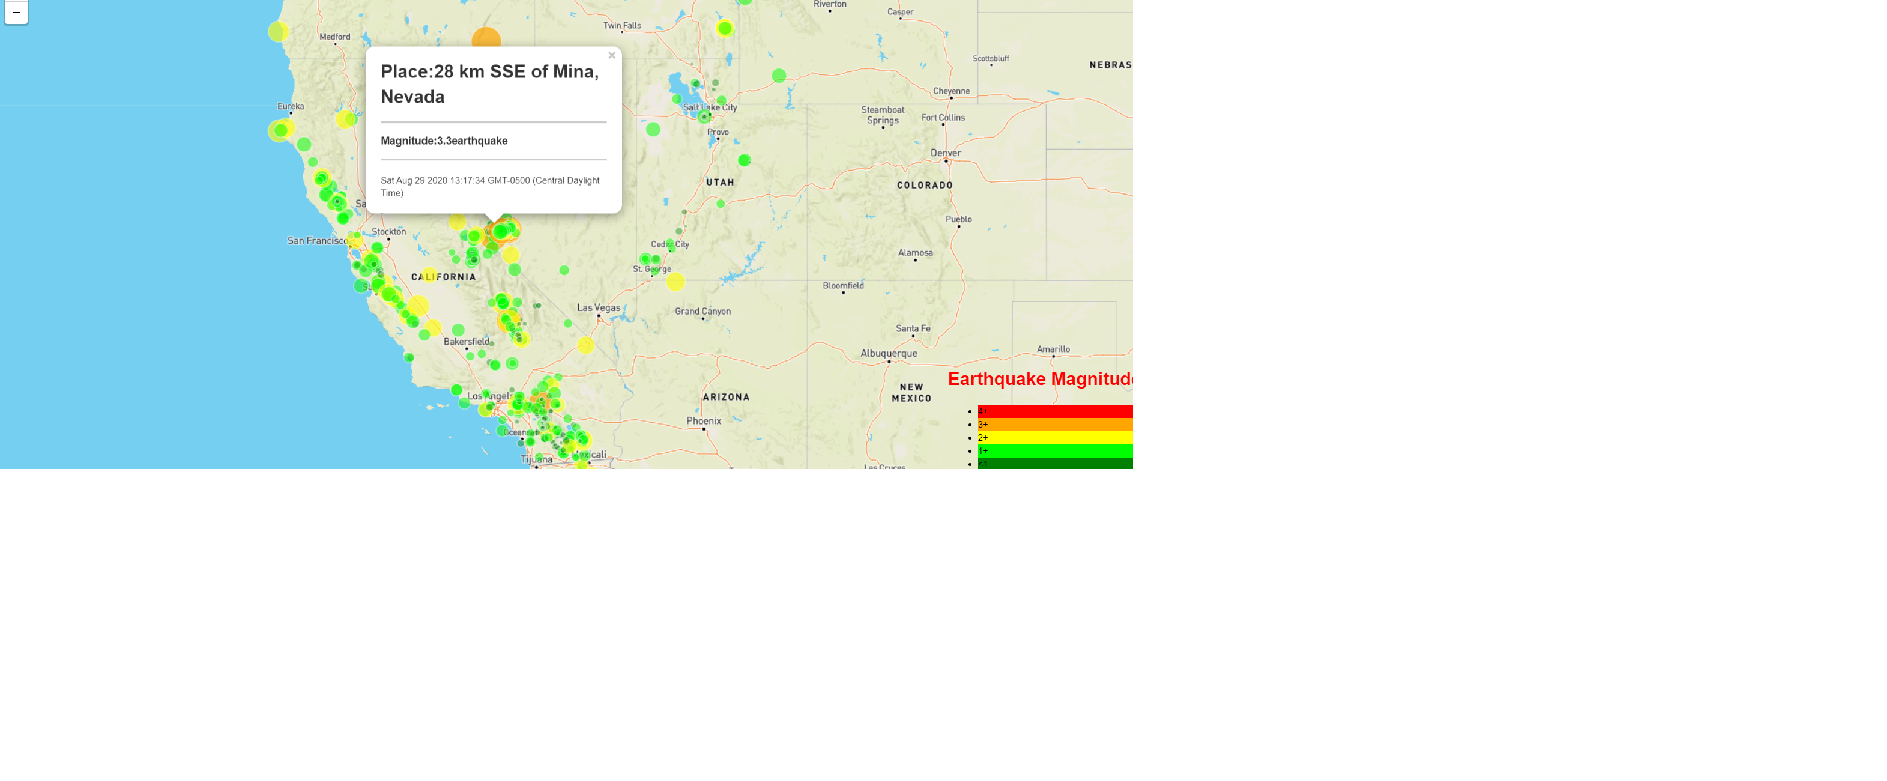 −
Riverton
Casper
Twin Falls
Medford
Scottsbluff
×
Place:28 km SSE of Mina,
Nevada
NEBRAS
Cheyenne
Eureka
Salt Lake City
Steamboat
Springs
Fort Collins
Provo
Magnitude:3.3earthquake
Denver
Sat Aug 29 2020 13:17:34 GMT-0500 (Central Daylight
Time)
UTAH
COLORADO
Sa
Pueblo
Stockton
San Francisco
Cedar City
Alamosa
St. George
CALIFORNIA
Bloomfield
Las Vegas
Grand Canyon
Santa Fe
Bakersfield
Amarillo
Albuquerque
Earthquake Magnitude
NEW
MEXICO
Los Angel
ARIZONA
4+
3+
Phoenix
2+
Oceansi
1+
Tijuana
Mexicali
Las Cruces